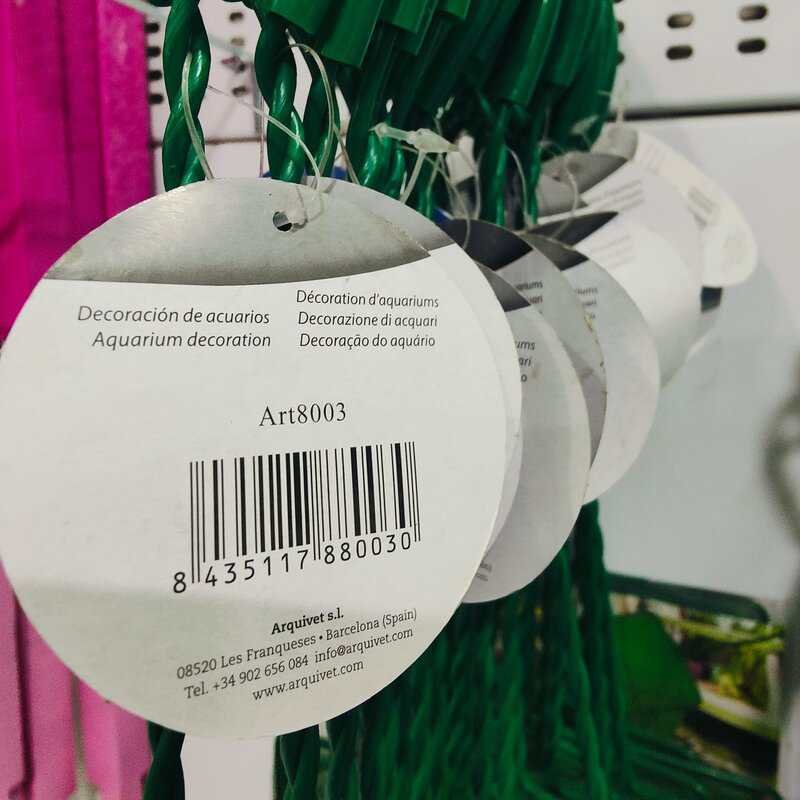 Decoración de acuarios
Aquarium decoration
Décoration d'aquariums
Decorazione di acquari
Decoração do aquário
Art8003
8 435117 880030
Arquivet s.l.
08520 Les Franqueses • Barcelona (Spain)
Tel. +34 902 656 084 info@arquivet.com
www.arquivet.com